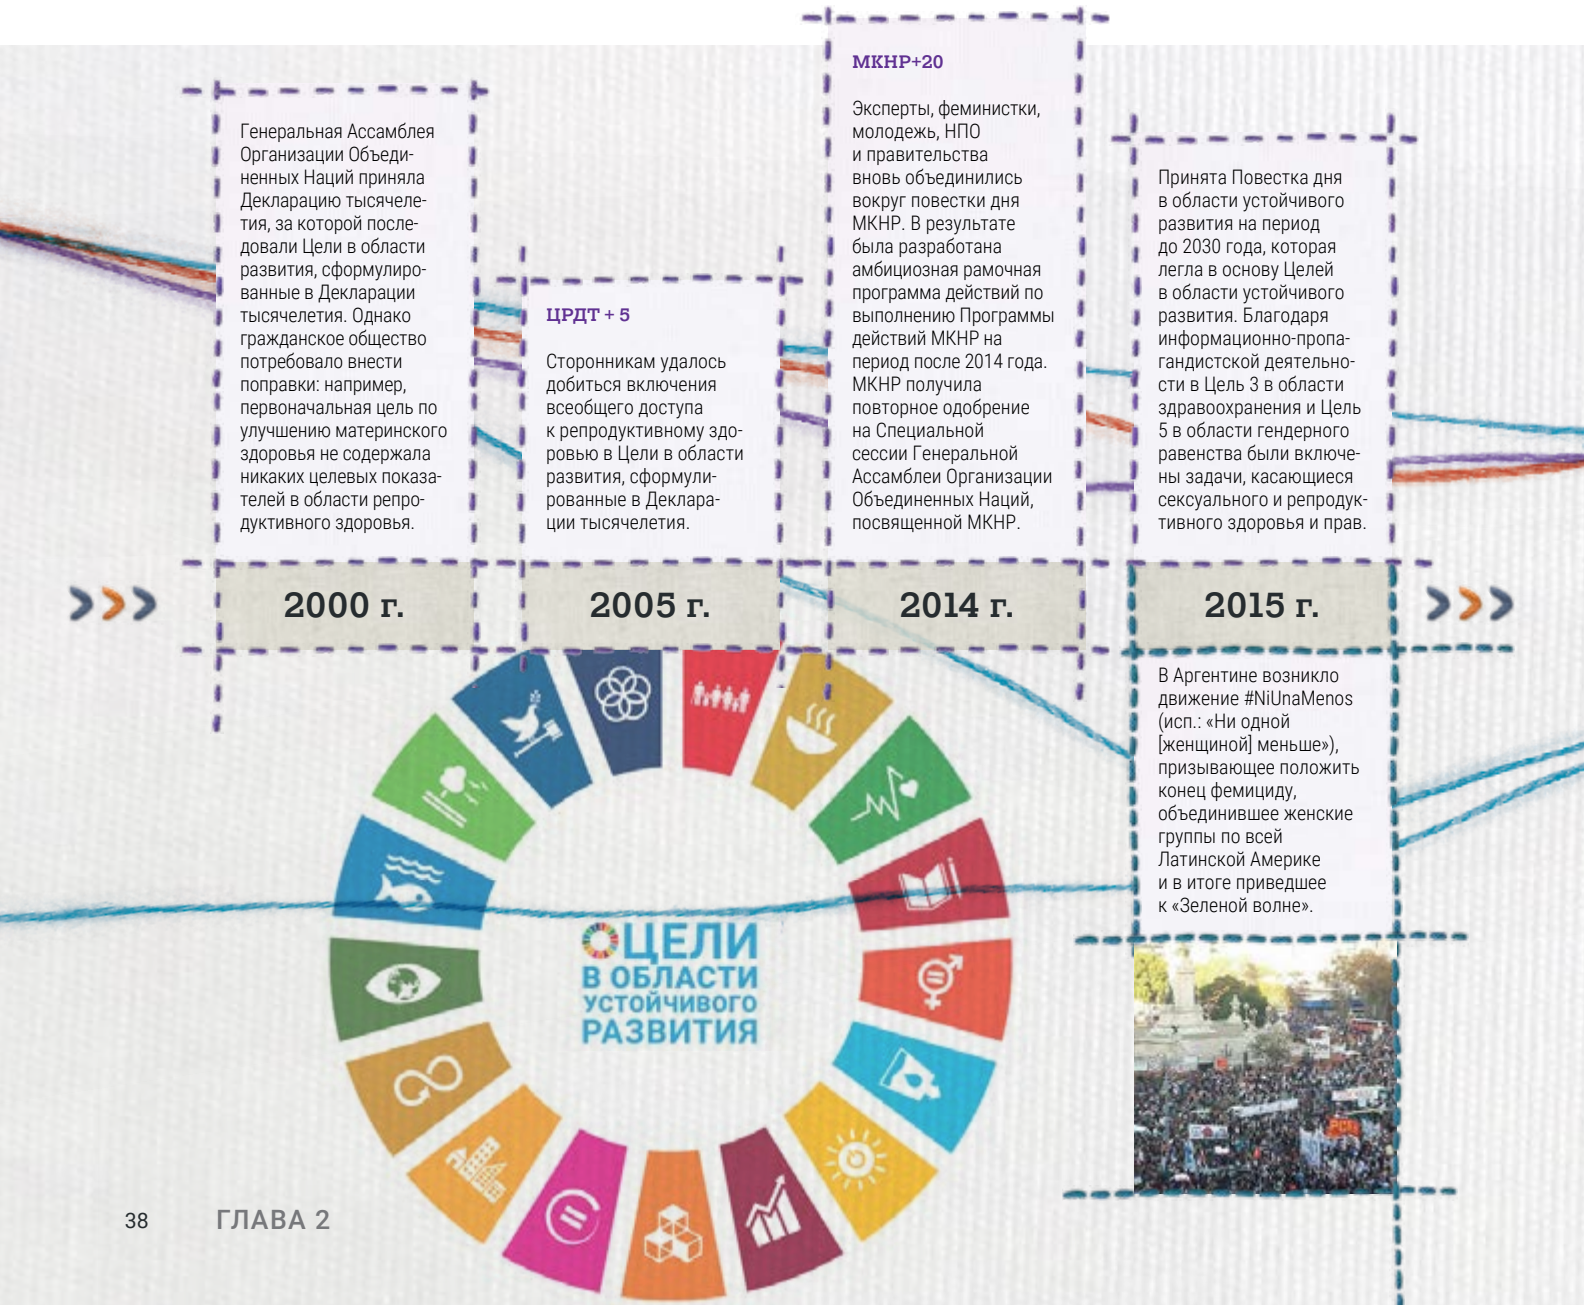 Генеральная Ассамблея
Организации Объеди-
ненных Наций приняла
Декларацию тысячеле-
тия, за которой после-
довали Цели в области
развития, сформулиро-
ванные в Декларации
тысячелетия. Однако
гражданское общество
потребовало внести
поправки: например,
первоначальная цель по
улучшению материнского
здоровья не содержала
никаких целевых показа-
телей в области репро-
дуктивного здоровья.
2000 г.
ЦРДТ + 5
Сторонникам удалось
добиться включения
всеобщего доступа
к репродуктивному здо-
ровью в Цели в области
развития, сформули-
рованные в Деклара-
ции тысячелетия.
2005 г.
МКНР+20
Эксперты, феминистки,
молодежь, НПО
и правительства
вновь объединились
вокруг повестки дня
МКНР. В результате
была разработана
амбициозная рамочная
программа действий по
выполнению Программы
действий МКНР на
период после 2014 года.
МКНР получила
повторное одобрение
на Специальной
сессии Генеральной
Ассамблеи Организации
Объединенных Наций,
посвященной МКНР.
2014 г.
Принята Повестка дня
в области устойчивого
развития на период
до 2030 года, которая
легла в основу Целей
в области устойчивого
развития. Благодаря
информационно-пропа-
гандистской деятельно-
сти в Цель 3 в области
здравоохранения и Цель
5 в области гендерного
равенства были включе-
ны задачи, касающиеся
сексуального и репродук-
тивного здоровья и прав.
2015 г.
В Аргентине возникло
движение #NiUnaMenos
(исп.: «Ни одной
[женщиной] меньше»),
призывающее положить
конец фемициду,
объединившее женские
группы по всей
Латинской Америке
и в итоге приведшее
к «Зеленой волне».
ЦЕЛИ
В ОБЛАСТИ
УСТОЙЧИВОГО
РАЗВИТИЯ
38 ГЛАВА 2